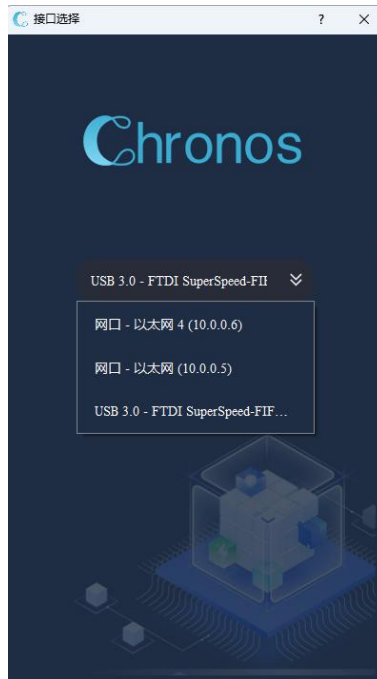 接口选择
Chronos
USB 3.0 - FTDI SuperSpeed-FI
网口 - 以太网 4 (10.0.0.6)
网口 - 以太网 (10.0.0.5)
USB 3.0 - FTDI SuperSpeed-FIF...